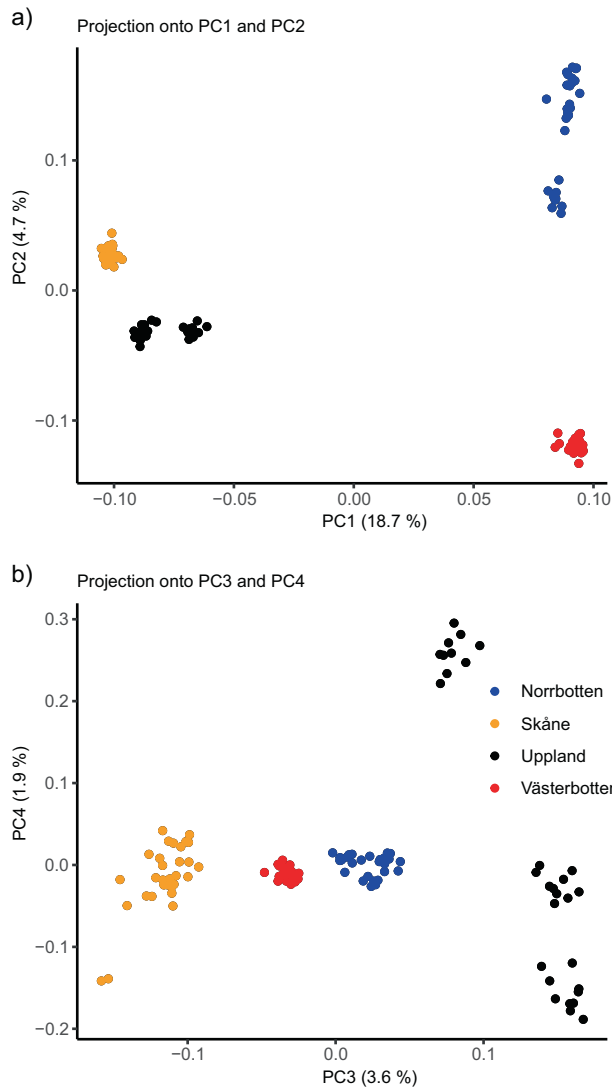 a)
Projection onto PC1 and PC2
0.1
0.0
−0.1
PC2 (4.7 %)
−0.10
−0.05
0.00
0.05
0.10
PC1 (18.7 %)
b)
Projection onto PC3 and PC4
0.3
0.2
0.1
0.0
−0.1
−0.2
PC4 (1.9 %)
Norrbotten
Skåne
Uppland
Västerbotten
−0.1
0.0
0.1
PC3 (3.6 %)